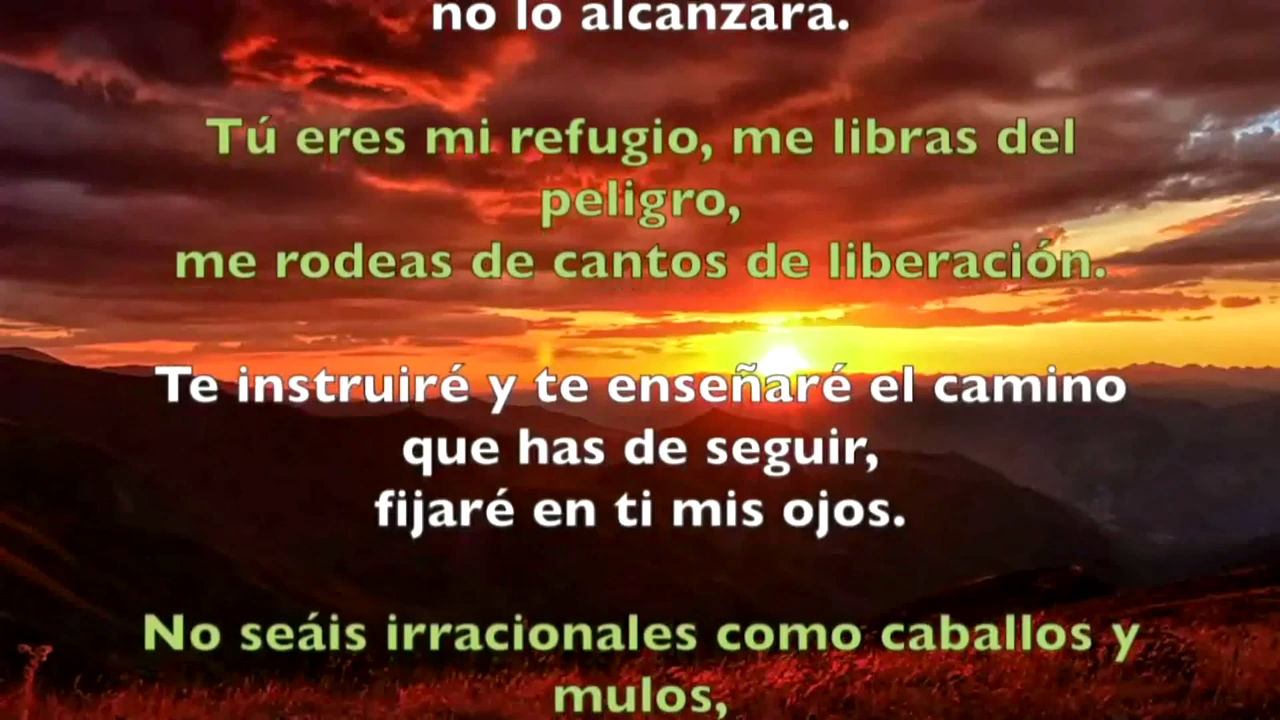 no lo alcanzará.
Tú eres mi refugio, me libras del
peligro,
me rodeas de cantos de liberación.
Te instruiré y te enseñaré el camino
que has de seguir,
fijaré en ti mis ojos.
No seáis irracionales como caballos y
mulos,